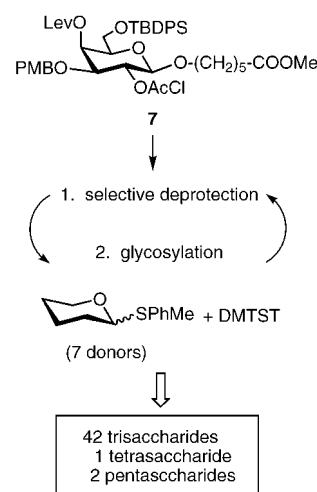 LevO
OTBDPS
O
PMBO
O-(CH2)5-COOMe
OAcCl
7
1. selective deprotection
2. glycosylation
O
SPhMe + DMTST
(7 donors)
42 trisaccharides
1 tetrasaccharide
2 pentasccharides